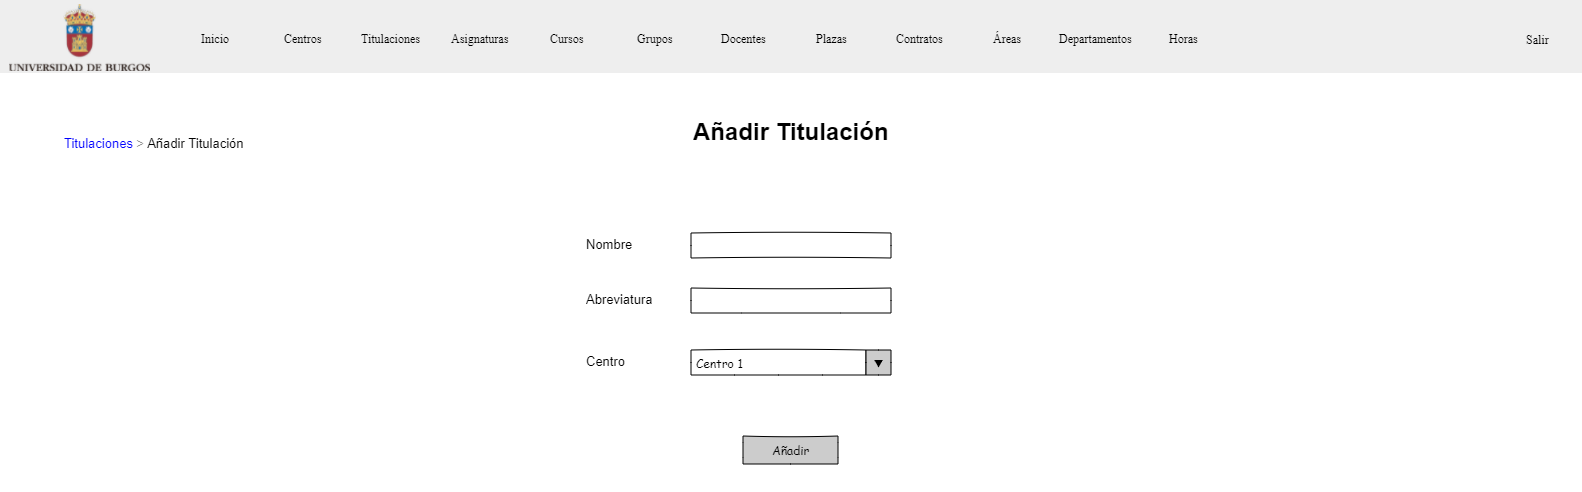 UNIVERSIDAD DE BURGOS
Inicio Centros Titulaciones Asignaturas Cursos Grupos Docentes Plazas Contratos Áreas Departamentos Horas Salir
Añadir Titulación
Titulaciones > Añadir Titulación
Nombre
Abreviatura
Centro Centro 1 ▼
Añadir